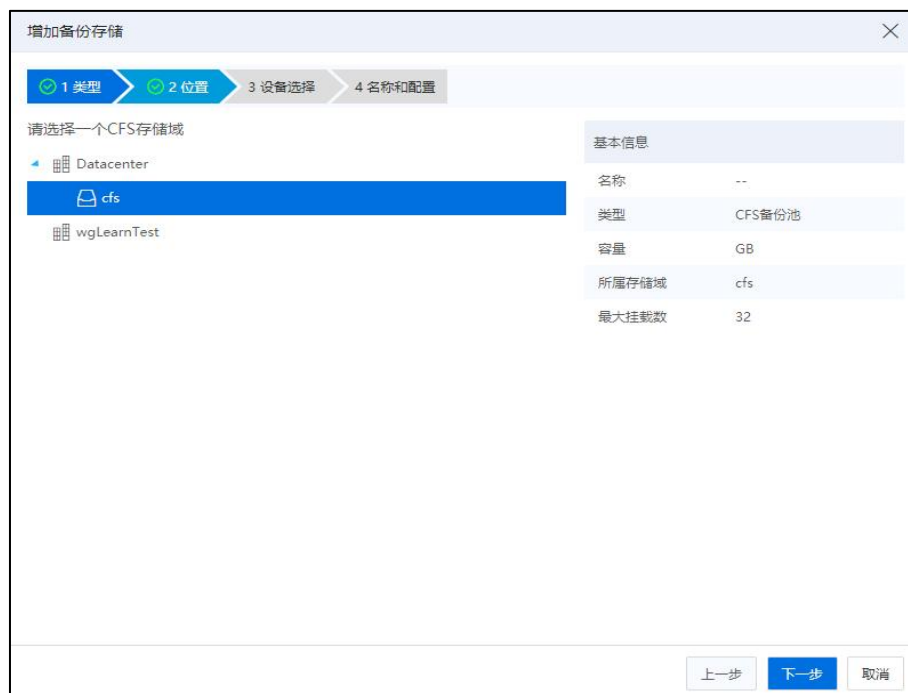 增加备份存储
1 类型 2 位置 3 设备选择 4 名称和配置
请选择一个CFS存储域
Datacenter
cfs
wgLearnTest
基本信息
名称 --
类型 CFS备份池
容量 GB
所属存储域 cfs
最大挂载数 32
上一步 下一步 取消